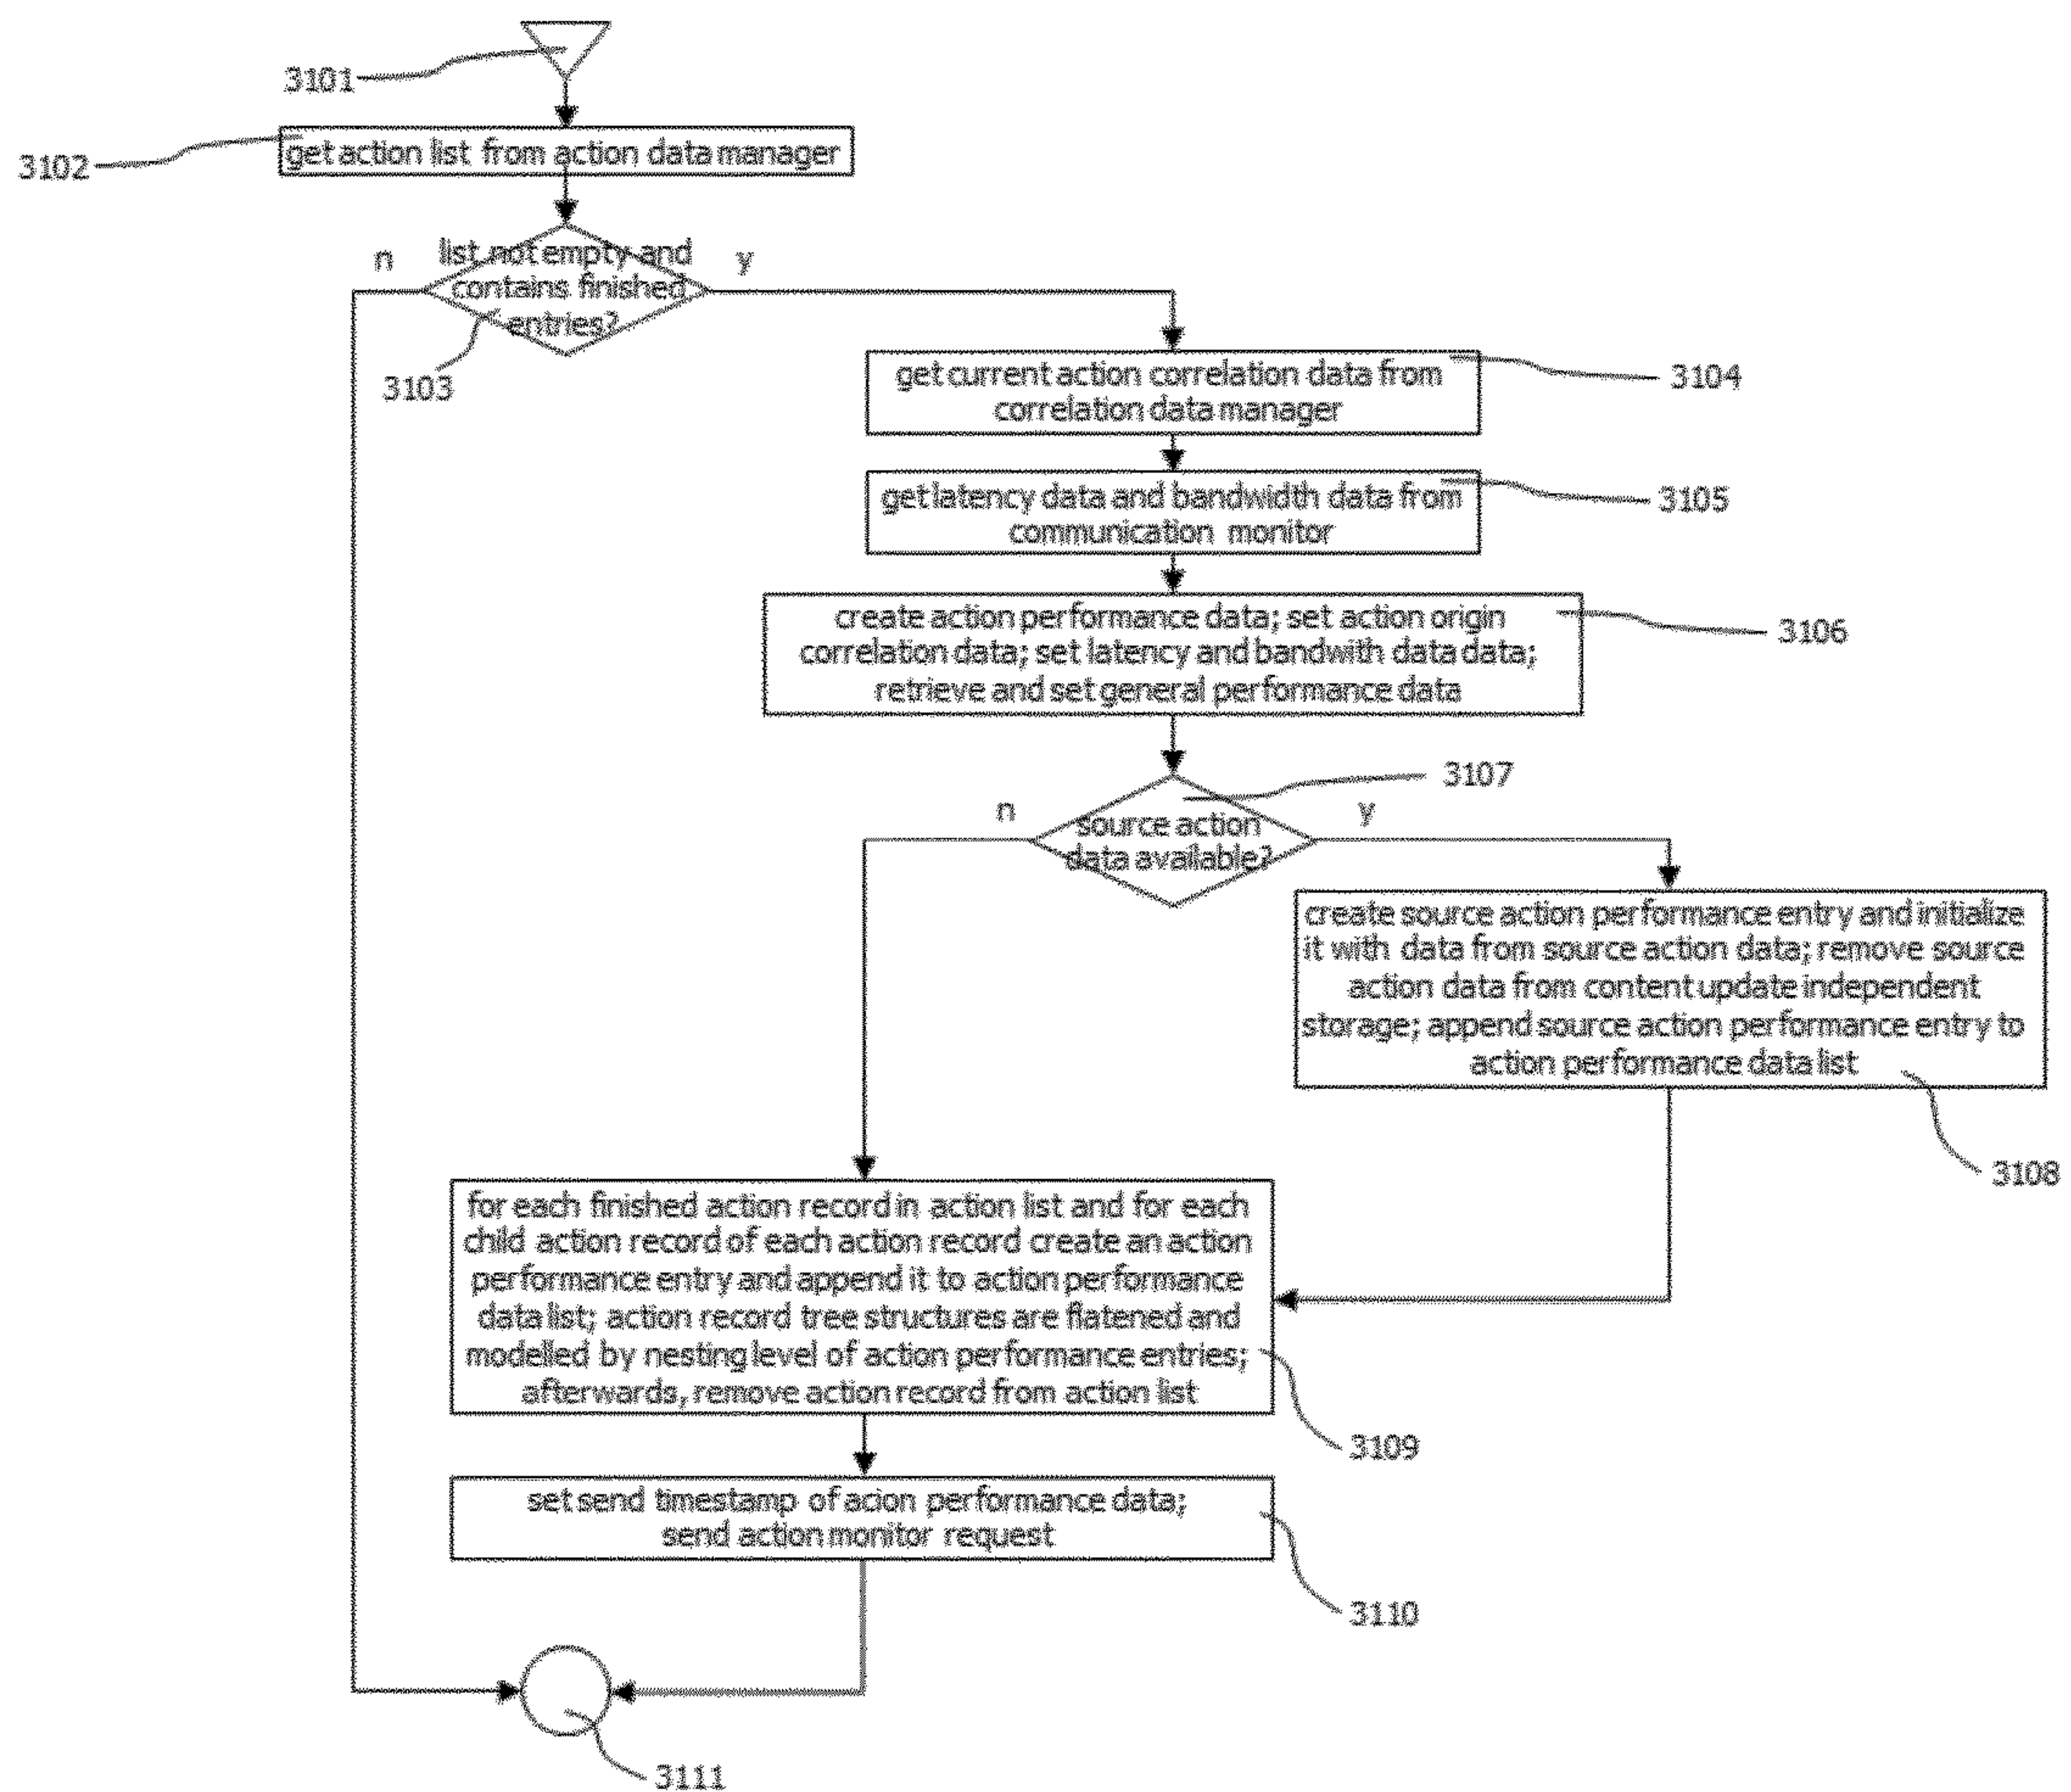 3101
3102
get action list from action data manager
n
list not empty and
contains finished
entries?
y
3103
get current action correlation data from
correlation data manager
3104
get latency data and bandwidth data from
communication monitor
3105
create action performance data; set action origin
correlation data; set latency and bandwith data data;
retrieve and set general performance data
3106
3107
n
source action
data available?
y
create source action performance entry and initialize
it with data from source action data; remove source
action data from content update independent
storage; append source action performance entry to
action performance data list
3108
for each finished action record in action list and for each
child action record of each action record create an action
performance entry and append it to action performance
data list; action record tree structures are flatened and
modelled by nesting level of action performance entries;
afterwards, remove action record from action list
3109
set send timestamp of acion performance data;
send action monitor request
3110
3111